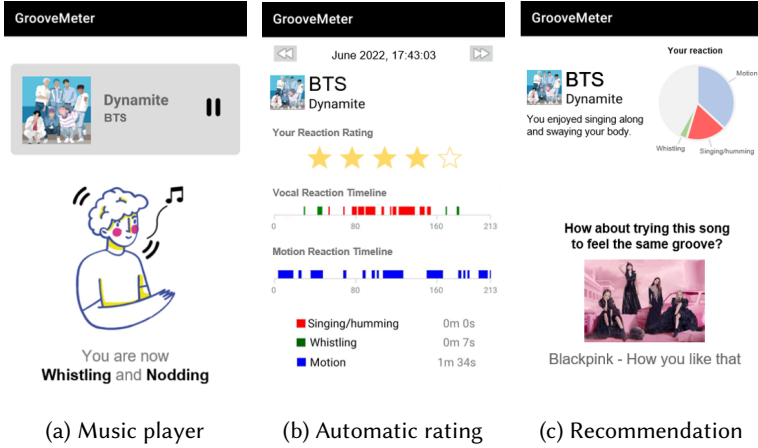 GrooveMeter
Dynamite
BTS
You are now
Whistling and Nodding
(a) Music player
GrooveMeter
June 2022, 17:43:03
BTS
Dynamite
Your Reaction Rating
Vocal Reaction Timeline
0 80 160 213
Motion Reaction Timeline
0 80 160 213
Singing/humming 0m 0s
Whistling 0m 7s
Motion 1m 34s
(b) Automatic rating
GrooveMeter
Your reaction
BTS
Dynamite
You enjoyed singing along
and swaying your body.
Motion
Whistling
Singing/humming
How about trying this song
to feel the same groove?
Blackpink - How you like that
(c) Recommendation